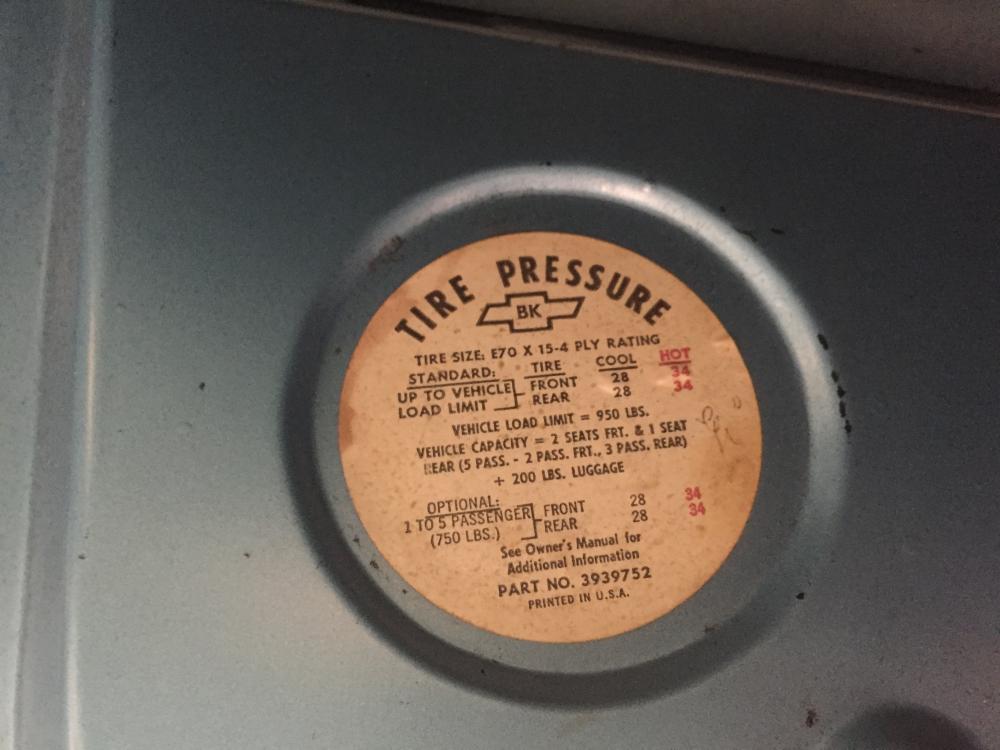 TIRE PRESSURE
BK
TIRE SIZE: E70 X 15-4 PLY RATING
STANDARD: TIRE COOL HOT
UP TO VEHICLE FRONT 28 34
LOAD LIMIT REAR 28 34
VEHICLE LOAD LIMIT = 950 LBS.
VEHICLE CAPACITY = 2 SEATS FRT. & 1 SEAT
REAR (5 PASS. - 2 PASS. FRT., 3 PASS. REAR)
+ 200 LBS. LUGGAGE
OPTIONAL:
1 TO 5 PASSENGER FRONT 28 34
(750 LBS.) REAR 28 34
See Owner's Manual for
Additional Information
PART NO. 3939752
PRINTED IN U.S.A.